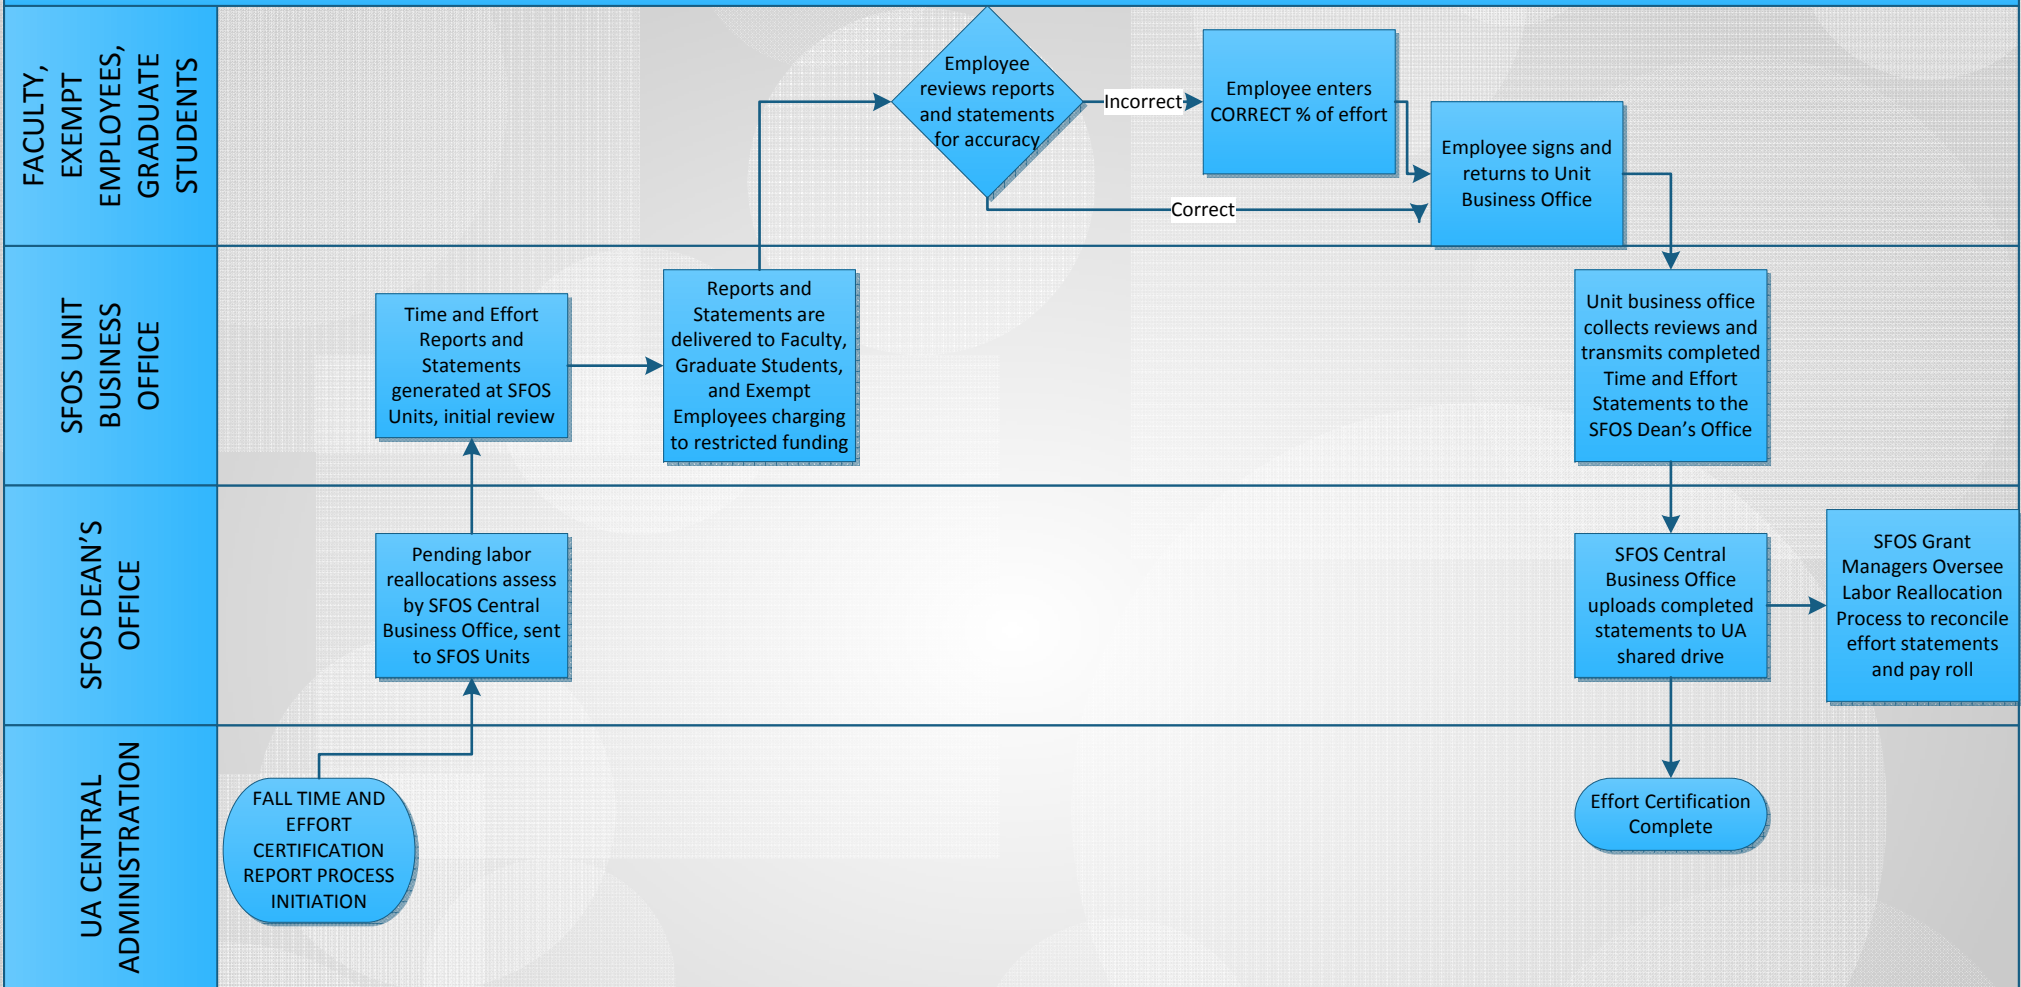 FACULTY,
EXEMPT
EMPLOYEES,
GRADUATE
STUDENTS
Employee
reviews reports
and statements
for accuracy
Incorrect
Employee enters
CORRECT % of effort
Correct
Employee signs and
returns to Unit
Business Office
SFOS UNIT
BUSINESS
OFFICE
Time and Effort
Reports and
Statements
generated at SFOS
Units, initial review
Reports and
Statements are
delivered to Faculty,
Graduate Students,
and Exempt
Employees charging
to restricted funding
Unit business office
collects reviews and
transmits completed
Time and Effort
Statements to the
SFOS Dean’s Office
SFOS DEAN’S
OFFICE
Pending labor
reallocations assess
by SFOS Central
Business Office, sent
to SFOS Units
SFOS Central
Business Office
uploads completed
statements to UA
shared drive
SFOS Grant
Managers Oversee
Labor Reallocation
Process to reconcile
effort statements
and pay roll
UA CENTRAL
ADMINISTRATION
FALL TIME AND
EFFORT
CERTIFICATION
REPORT PROCESS
INITIATION
Effort Certification
Complete